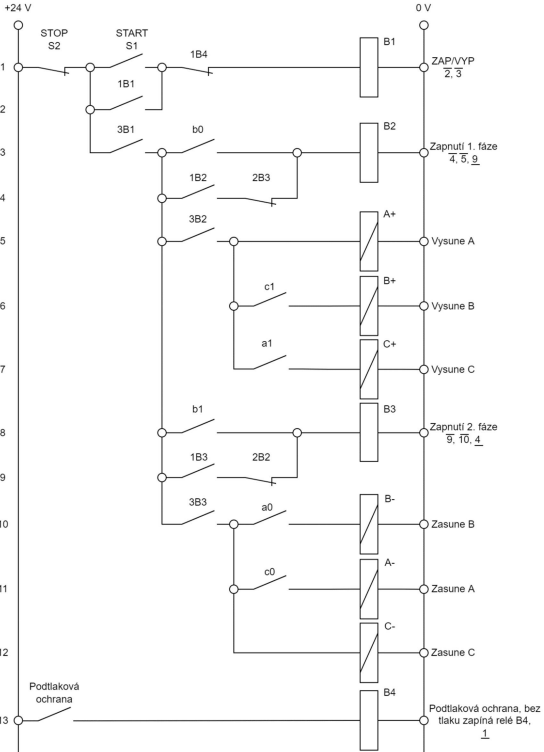 +24 V
0 V
STOP
S2
START
S1
1B4
B1
1
ZAP/VYP
2, 3
1B1
2
3B1
b0
B2
3
Zapnutí 1. fáze
4, 5, 9
1B2
2B3
4
3B2
A+
5
Vysune A
c1
B+
6
Vysune B
a1
C+
7
Vysune C
b1
B3
8
Zapnutí 2. fáze
9, 10, 4
1B3
2B2
9
3B3
a0
B-
10
Zasune B
c0
A-
11
Zasune A
C-
12
Zasune C
Podtlaková
ochrana
B4
13
Podtlaková ochrana, bez
tlaku zapíná relé B4,
1